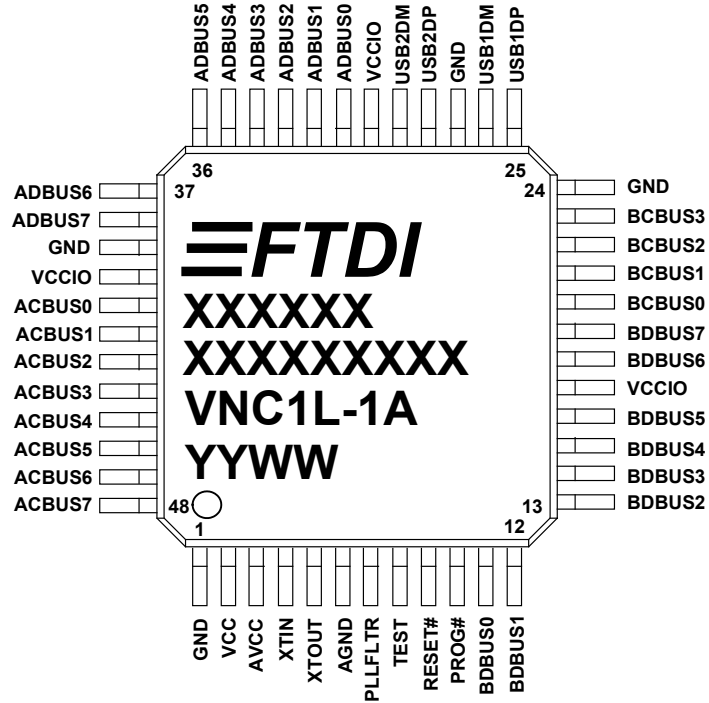 ADBUS5
ADBUS4
ADBUS3
ADBUS2
ADBUS1
ADBUS0
VCCIO
USB2DM
USB2DP
GND
USB1DM
USB1DP
36
25
37
24
ADBUS6
ADBUS7
GND
VCCIO
ACBUS0
ACBUS1
ACBUS2
ACBUS3
ACBUS4
ACBUS5
ACBUS6
ACBUS7
FTDI
XXXXXX
XXXXXXXXX
VNC1L-1A
YYWW
GND
BCBUS3
BCBUS2
BCBUS1
BCBUS0
BDBUS7
BDBUS6
VCCIO
BDBUS5
BDBUS4
BDBUS3
BDBUS2
48
13
1
12
GND
VCC
AVCC
XTIN
XTOUT
AGND
PLLFLTR
TEST
RESET#
PROG#
BDBUS0
BDBUS1